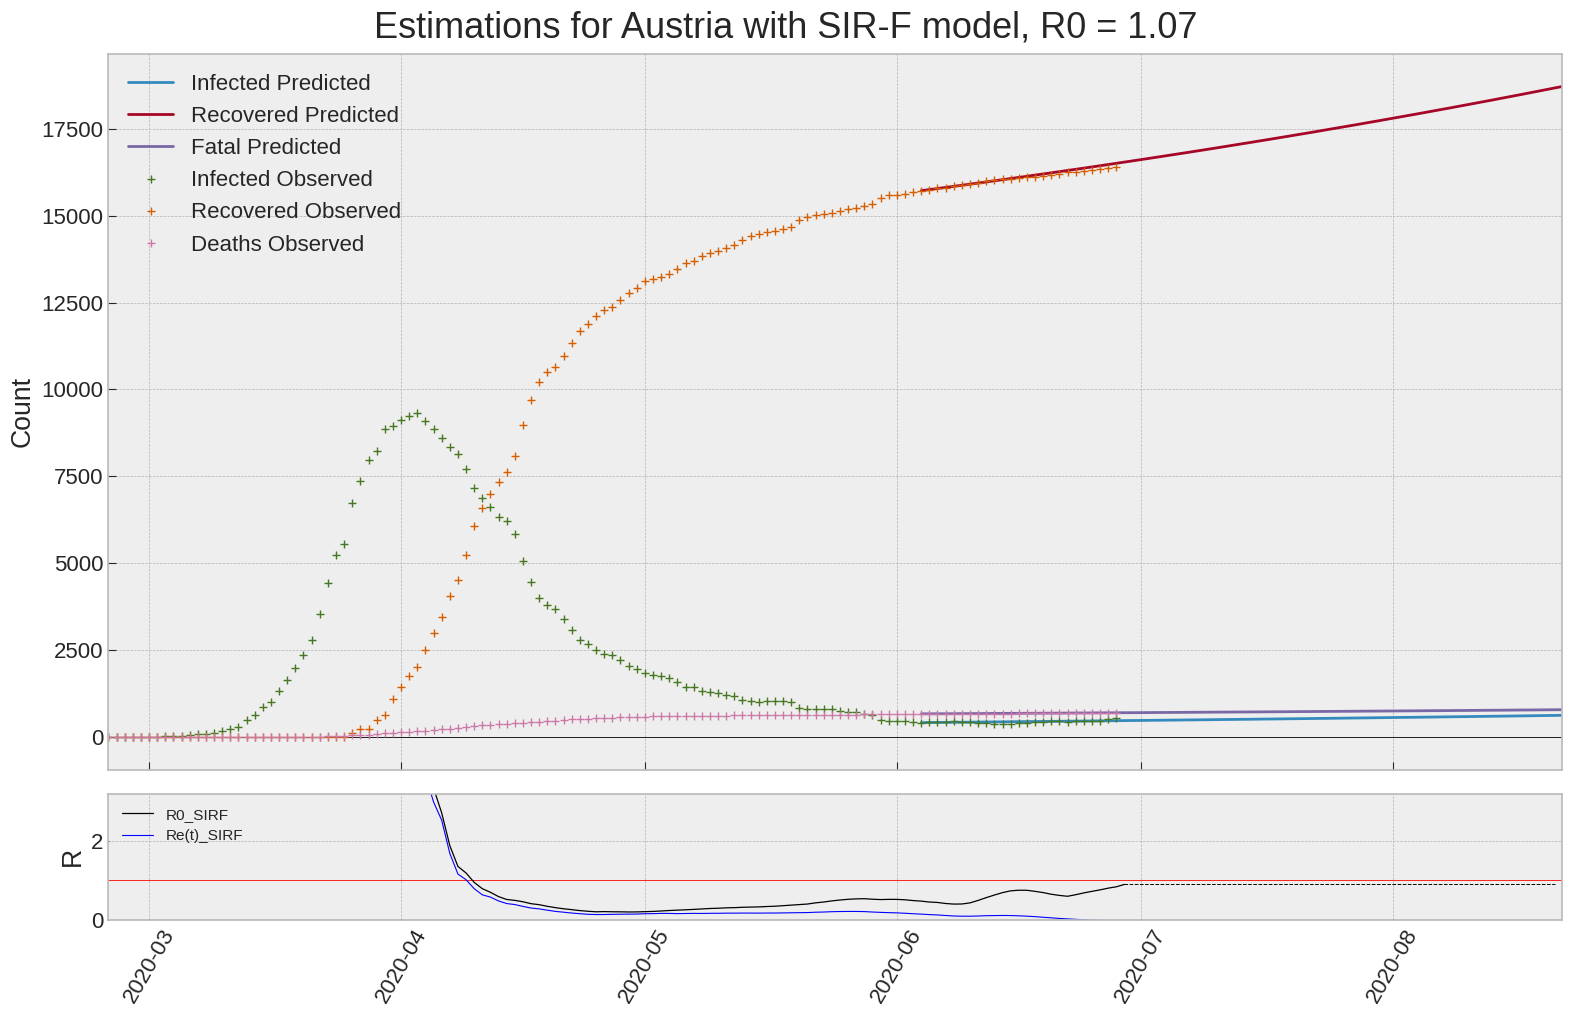 Estimations for Austria with SIR-F model, R0 = 1.07
Infected Predicted
Recovered Predicted
Fatal Predicted
Infected Observed
Recovered Observed
Deaths Observed
Count
17500
15000
12500
10000
7500
5000
2500
0
R0_SIRF
Re(t)_SIRF
R
2
0
2020-03
2020-04
2020-05
2020-06
2020-07
2020-08